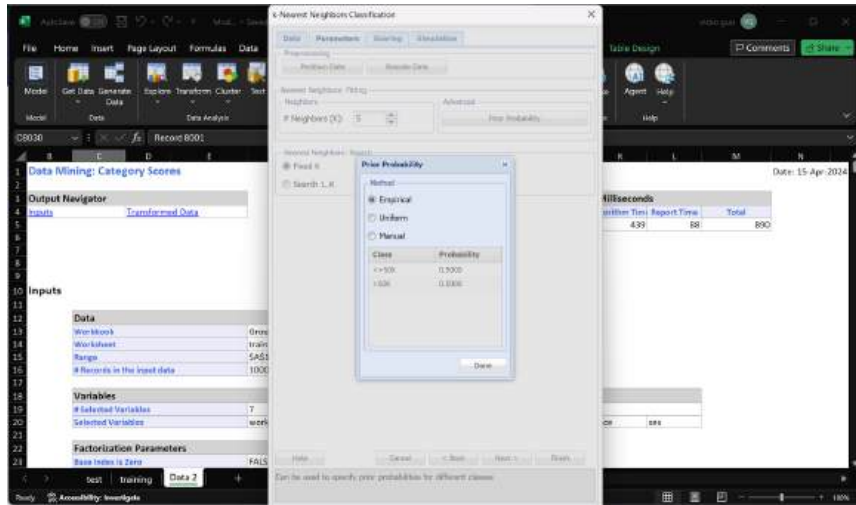 k-Nearest Neighbors Classification
AutoSave
File Home Insert Page Layout Formulas Data
Table Design
Comments
Share
Data Parameters Scoring Simulation
Preprocessing
Partition Data Rescale Data
Nearest Neighbors: Fitting
Neighbors
# Neighbors (K): 5
Advanced
Prior Probability
Model Get Data Generate Data Explore Transform Cluster Text
Agent Help
Model Data Data Analysis
Help
Record 8001
Nearest Neighbors: Search
Fixed K
Search 1..K
Prior Probability
Method
Empirical
Uniform
Manual
Class Probability
<=50K 0.5000
>50K
Done
Data Mining: Category Scores
Date: 15-Apr-2024
Output Navigator
Inputs Transformed Data
Milliseconds
Report Time Total
439 88 890
Inputs
Data
Workbook
Worksheet
Range
# Records in the input data
Variables
# Selected Variables 7
Selected Variables
sex
Factorization Parameters
Base Index is Zero FALS
Help Cancel < Back Next > Finish
Can be used to specify prior probabilities for different classes
test training Data 2
Ready Accessibility: Investigate
100%